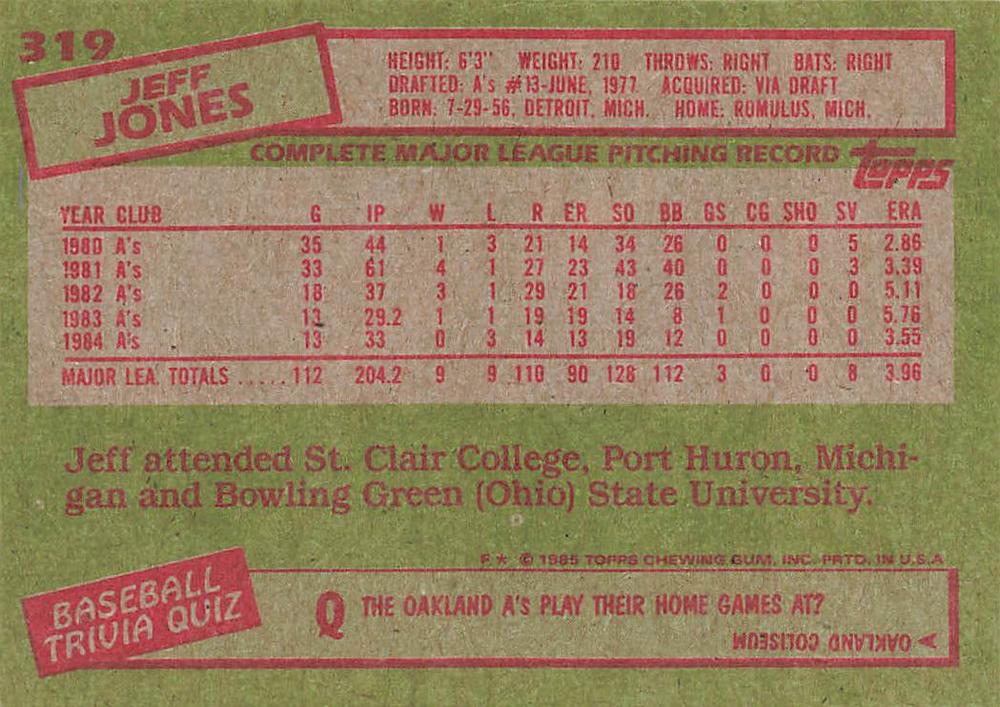 319
JEFF
JONES
HEIGHT: 6'3" WEIGHT: 210 THROWS: RIGHT BATS: RIGHT
DRAFTED: A's #13-JUNE, 1977 ACQUIRED: VIA DRAFT
BORN: 7-29-56, DETROIT, MICH. HOME: ROMULUS, MICH.
COMPLETE MAJOR LEAGUE PITCHING RECORD topps
YEAR CLUB G IP W L R ER SO BB GS CG SHO SV ERA
1980 A's 35 44 1 3 21 14 34 26 0 0 0 5 2.86
1981 A's 33 61 4 1 27 23 43 40 0 0 0 3 3.39
1982 A's 18 37 3 1 29 21 18 26 2 0 0 0 5.11
1983 A's 13 29.2 1 1 19 19 14 8 1 0 0 0 5.76
1984 A's 13 33 0 3 14 13 19 12 0 0 0 0 3.55
MAJOR LEA. TOTALS .....112 204.2 9 9 110 90 128 112 3 0 0 8 3.96
Jeff attended St. Clair College, Port Huron, Michi-
gan and Bowling Green (Ohio) State University.
F★ © 1985 TOPPS CHEWING GUM, INC. PRTD. IN U.S.A
BASEBALL
TRIVIA QUIZ
Q THE OAKLAND A's PLAY THEIR HOME GAMES AT?
A OAKLAND COLISEUM